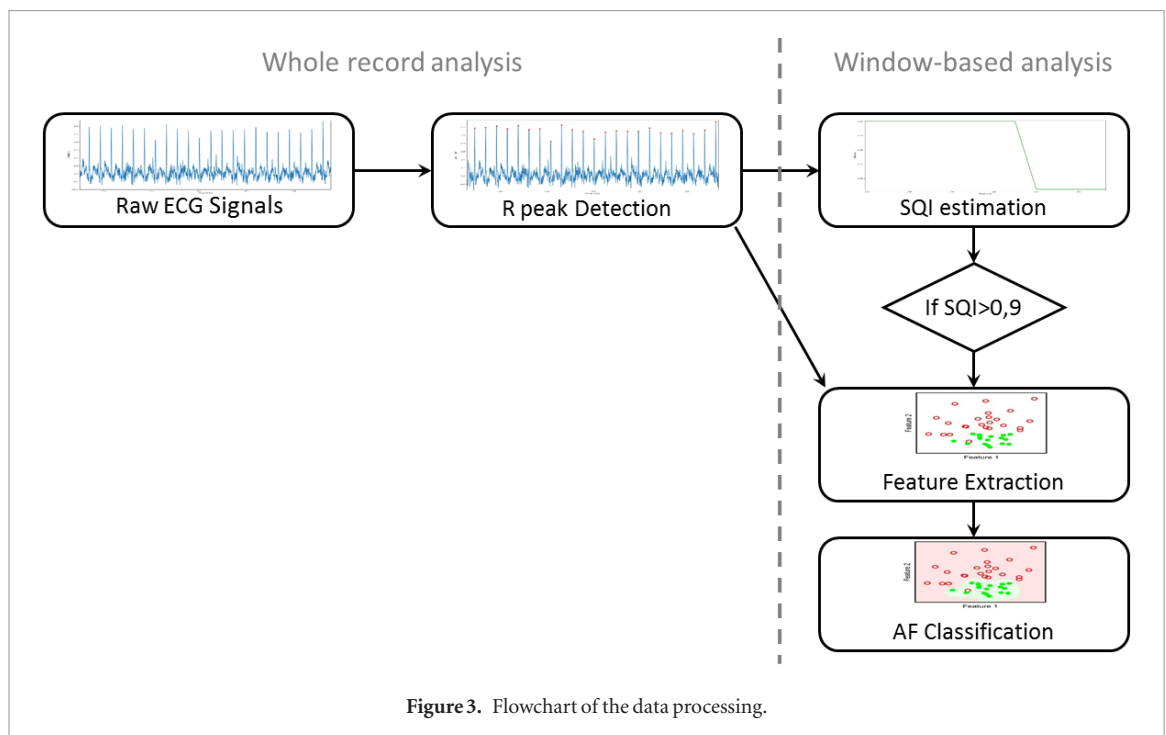 Whole record analysis
Window-based analysis
Raw ECG Signals
R peak Detection
SQI estimation
If SQI>0,9
Feature 2
Feature 1
Feature Extraction
Feature 2
Feature 1
AF Classification
Figure 3. Flowchart of the data processing.